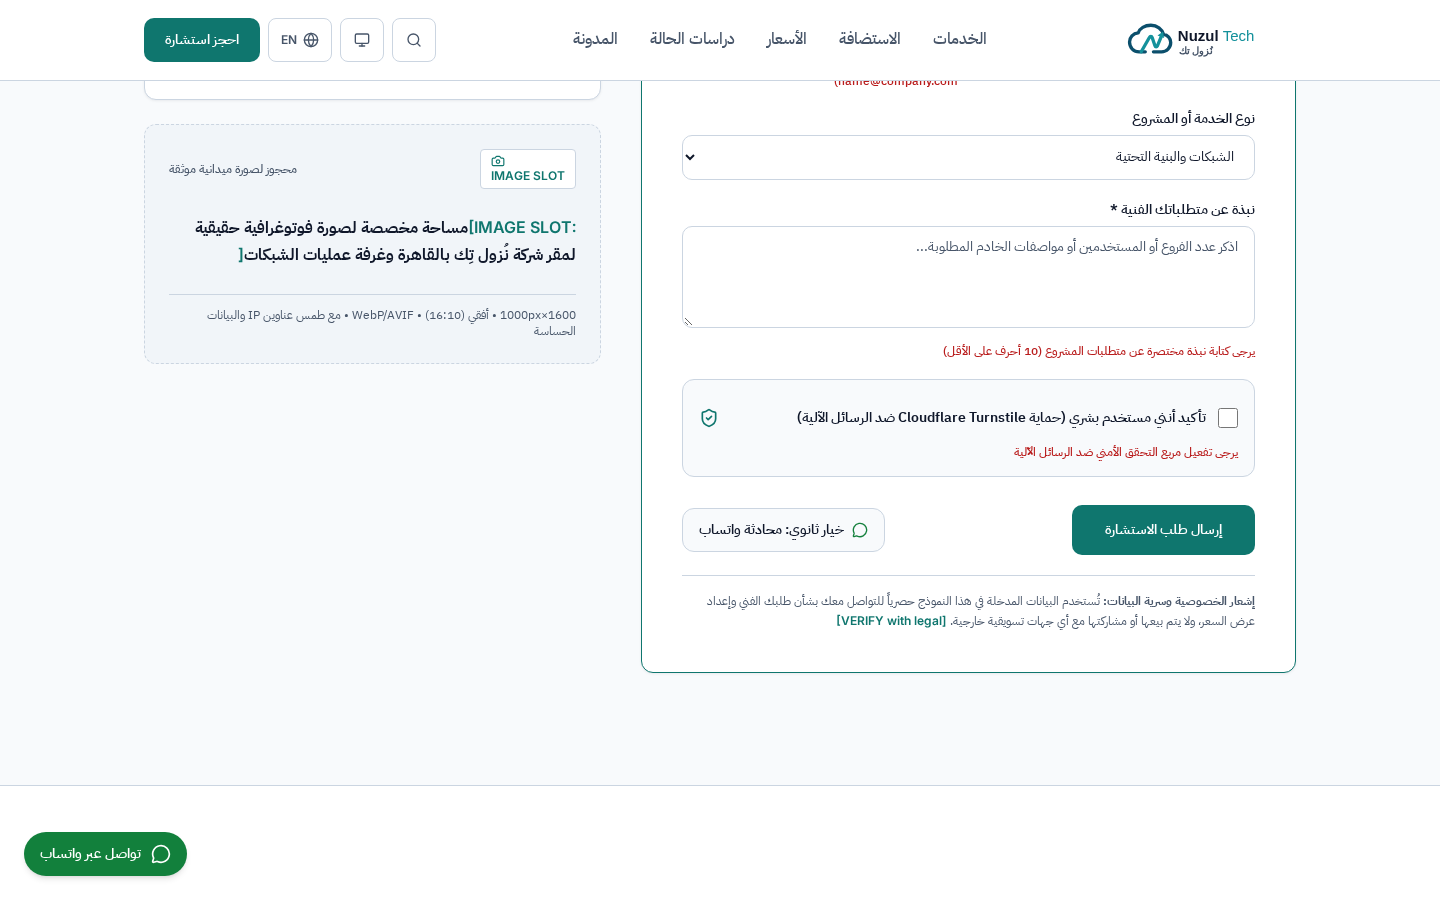 Nuzul Tech
نُزول تك
الخدمات
الاستضافة
الأسعار
دراسات الحالة
المدونة
EN
احجز استشارة
name@company.com)
نوع الخدمة أو المشروع
الشبكات والبنية التحتية
نبذة عن متطلباتك الفنية *
اذكر عدد الفروع أو المستخدمين أو مواصفات الخادم المطلوبة...
يرجى كتابة نبذة مختصرة عن متطلبات المشروع (10 أحرف على الأقل)
تأكيد أنني مستخدم بشري (حماية Cloudflare Turnstile ضد الرسائل الآلية)
يرجى تفعيل مربع التحقق الأمني ضد الرسائل الآلية
إرسال طلب الاستشارة
خيار ثانوي: محادثة واتساب
إشعار الخصوصية وسرية البيانات: تُستخدم البيانات المدخلة في هذا النموذج حصرياً للتواصل معك بشأن طلبك الفني وإعداد
عرض السعر، ولا يتم بيعها أو مشاركتها مع أي جهات تسويقية خارجية. [VERIFY with legal]
IMAGE SLOT
محجوز لصورة ميدانية موثقة
[IMAGE SLOT: مساحة مخصصة لصورة فوتوغرافية حقيقية
لمقر شركة نُزول تِك بالقاهرة وغرفة عمليات الشبكات]
1600×1000px • أفقي (16:10) • WebP/AVIF • مع طمس عناوين IP والبيانات
الحساسة
تواصل عبر واتساب